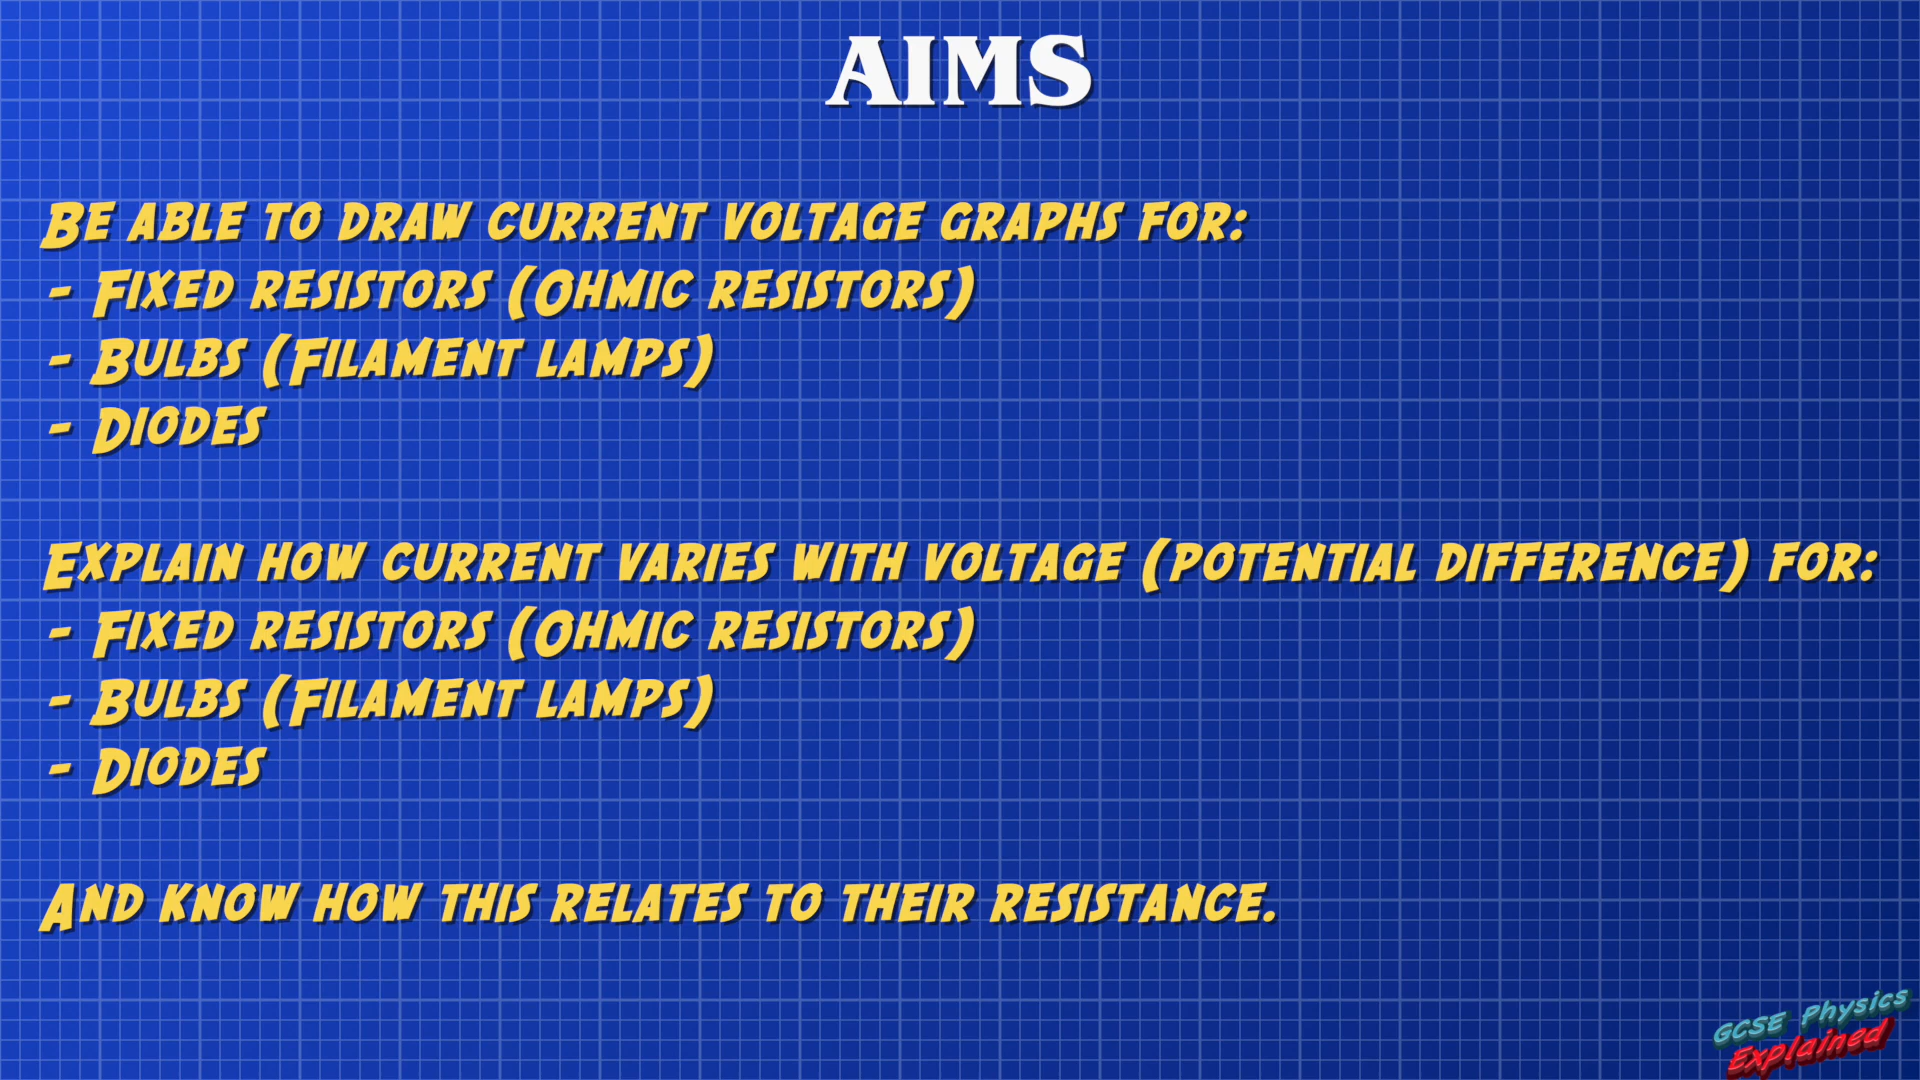 AIMS
Be able to draw current voltage graphs for:
- Fixed resistors (Ohmic resistors)
- Bulbs (Filament lamps)
- Diodes
Explain how current varies with voltage (potential difference) for:
- Fixed resistors (Ohmic resistors)
- Bulbs (Filament lamps)
- Diodes
And know how this relates to their resistance.
GCSE Physics
Explained